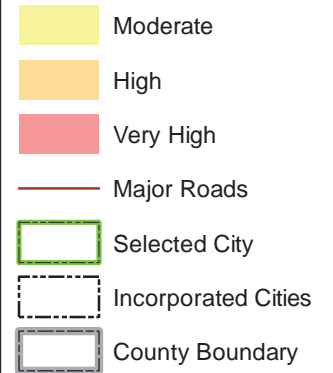 Moderate
High
Very High
Major Roads
Selected City
Incorporated Cities
County Boundary